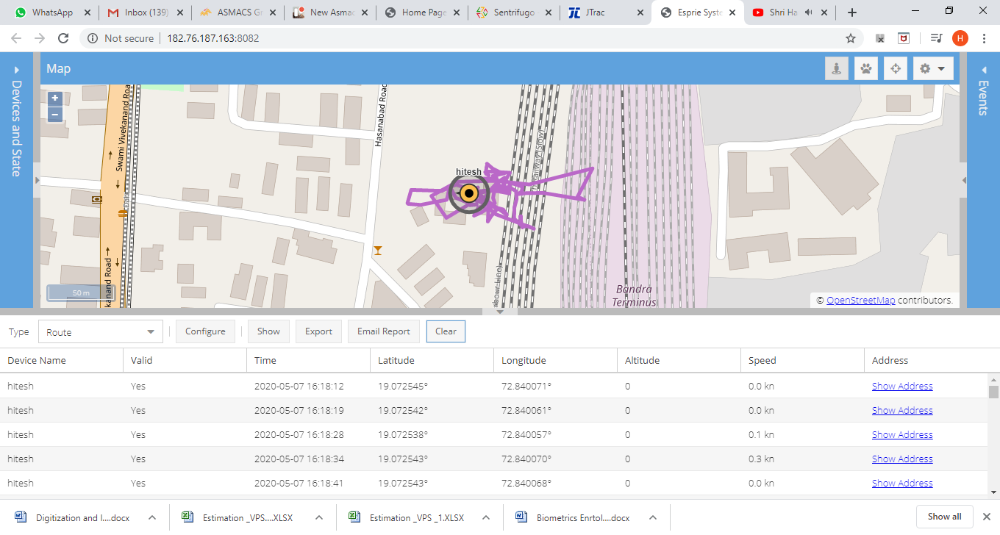 WhatsApp
Inbox (139)
ASMACS Gr
New Asmac
Home Page
Sentrifugo
JTrac
Esprie Syste
Shri Ha
Not secure
182.76.187.163:8082
H
Devices and State
Map
Events
+
−
Swami Vivekanand Road
Hasanabad Road
hitesh
Railway (Slow)
kanand Road
50 m
bour Line)
Bandra
Terminus
© OpenStreetMap contributors.
Type Route Configure Show Export Email Report Clear
Device Name Valid Time Latitude Longitude Altitude Speed Address
hitesh Yes 2020-05-07 16:18:12 19.072545° 72.840071° 0 0.0 kn Show Address
hitesh Yes 2020-05-07 16:18:19 19.072542° 72.840061° 0 0.0 kn Show Address
hitesh Yes 2020-05-07 16:18:28 19.072538° 72.840057° 0 0.1 kn Show Address
hitesh Yes 2020-05-07 16:18:34 19.072543° 72.840070° 0 0.3 kn Show Address
hitesh Yes 2020-05-07 16:18:41 19.072543° 72.840068° 0 0.0 kn Show Address
Digitization and I....docx
Estimation _VPS....XLSX
Estimation _VPS _1.XLSX
Biometrics Enrtol....docx
Show all